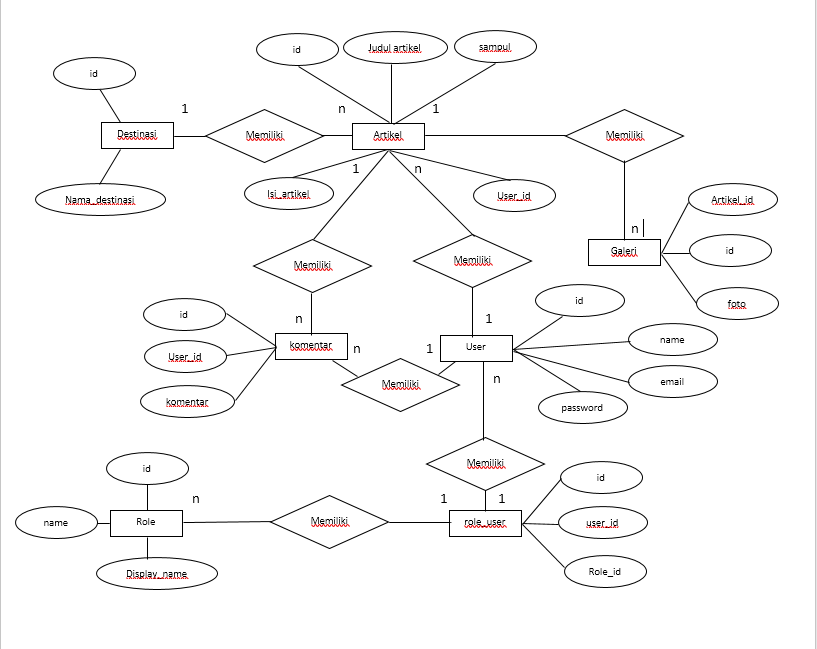 id
Judul artikel
sampul
id
1
n
1
Destinasi
Memiliki
Artikel
Memiliki
1
n
Isi_artikel
User_id
Nama_destinasi
Artikel_id
n
Galeri
id
Memiliki
Memiliki
foto
id
id
n
1
name
komentar
n
1
User
User_id
Memiliki
n
email
komentar
password
Memiliki
id
id
n
1
1
name
Role
Memiliki
role_user
user_id
Display_name
Role_id